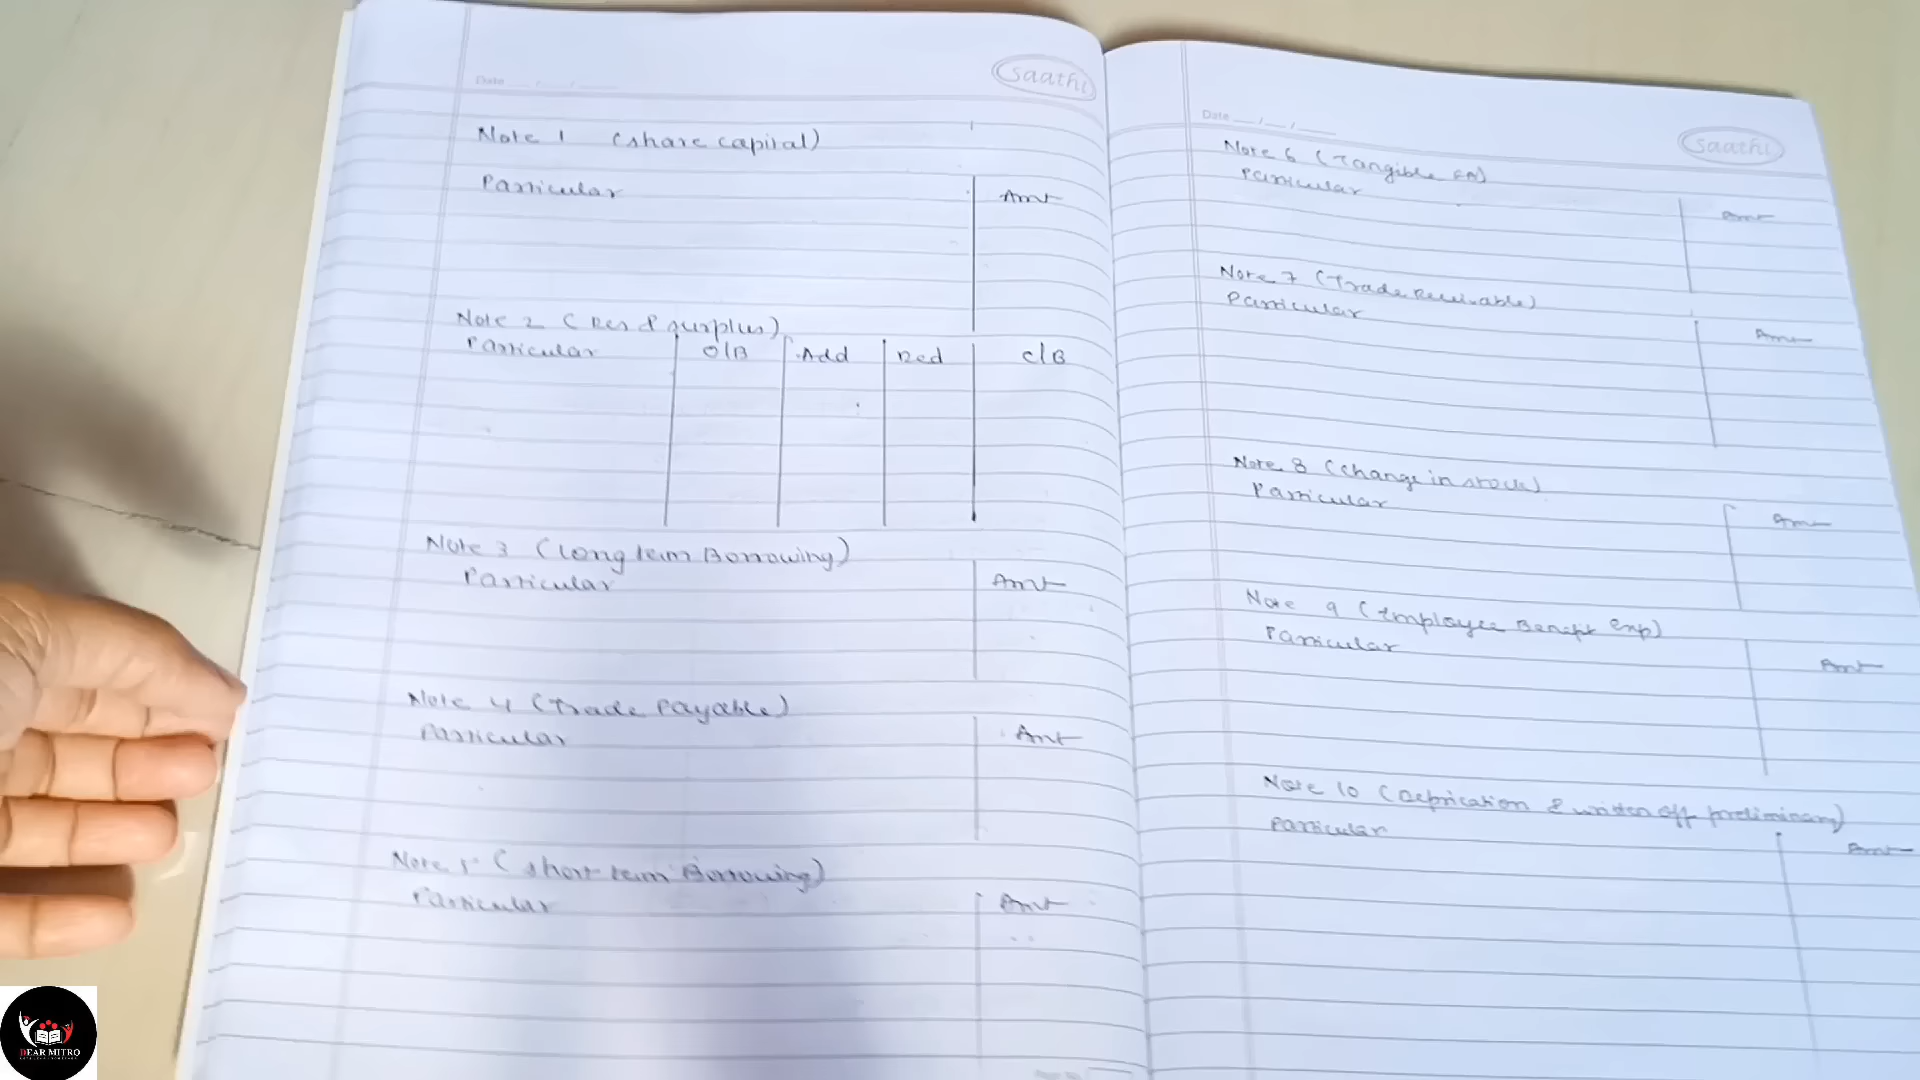 Date
saathi
Note 1 (share capital)
Particular Amt
Note 2 (Res & surplus)
Particular O/B Add Red C/B
Note 3 (long term Borrowing)
Particular Amt
Note 4 (Trade Payable)
Particular Amt
Note 5 (short term Borrowing)
Particular Amt
Date
saathi
Note 6 (Tangible FA)
Particular Amt
Note 7 (Trade Receivable)
Particular Amt
Note 8 (change in stock)
Particular Amt
Note 9 (Employee Benefit Exp)
Particular Amt
Note 10 (Deprication & written off preliminary)
Particular Amt
DEAR MITRO